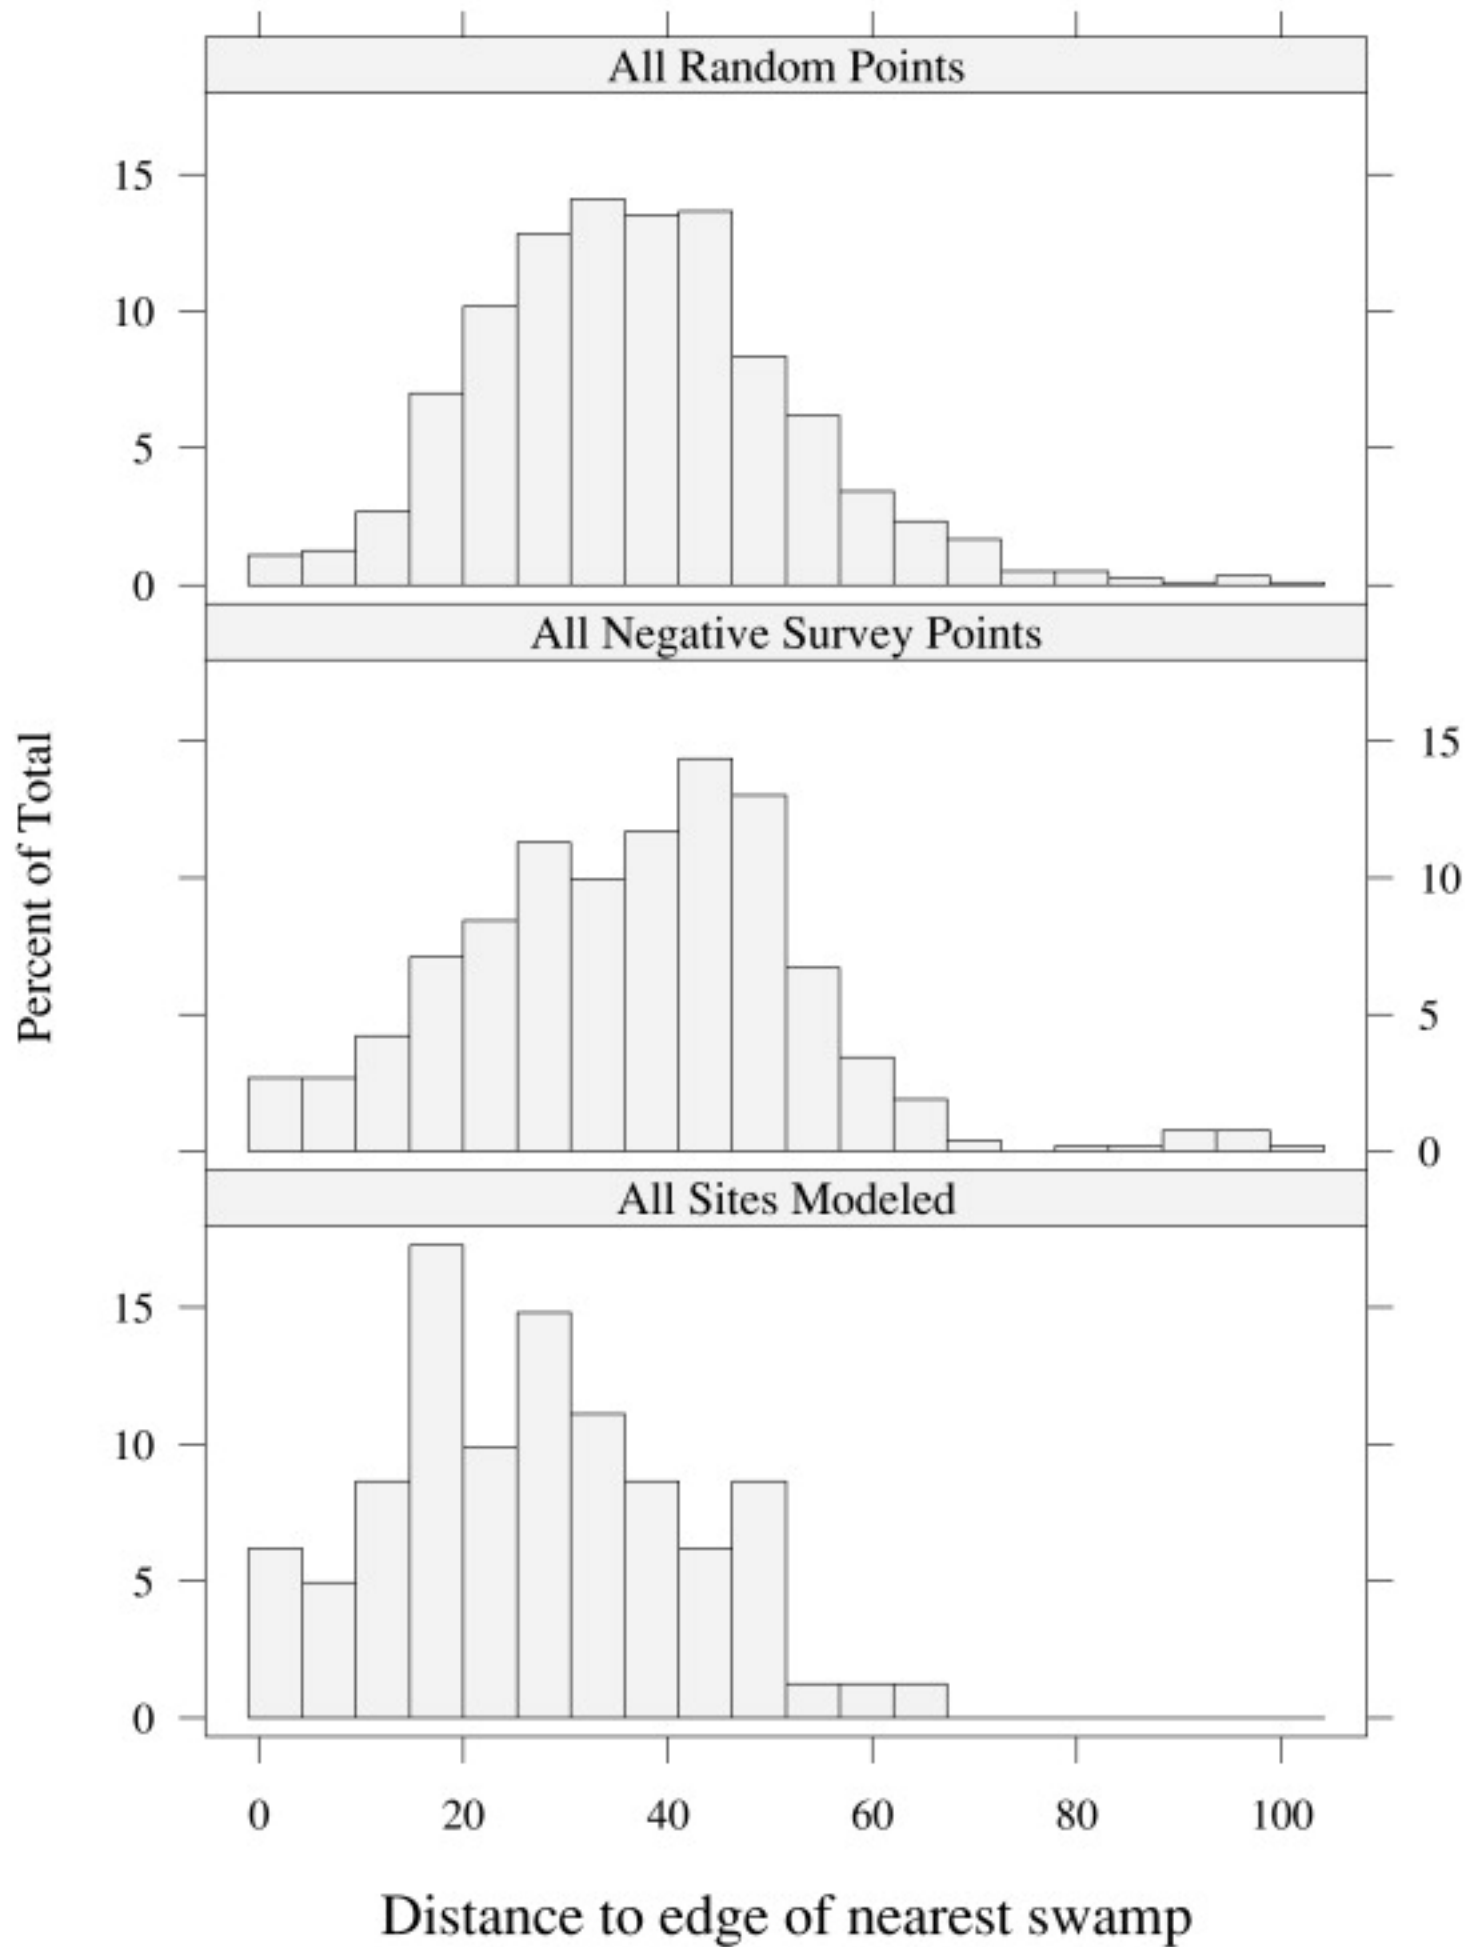 All Random Points
15
10
5
0
All Negative Survey Points
Percent of Total
15
10
5
0
All Sites Modeled
15
10
5
0
0 20 40 60 80 100
Distance to edge of nearest swamp